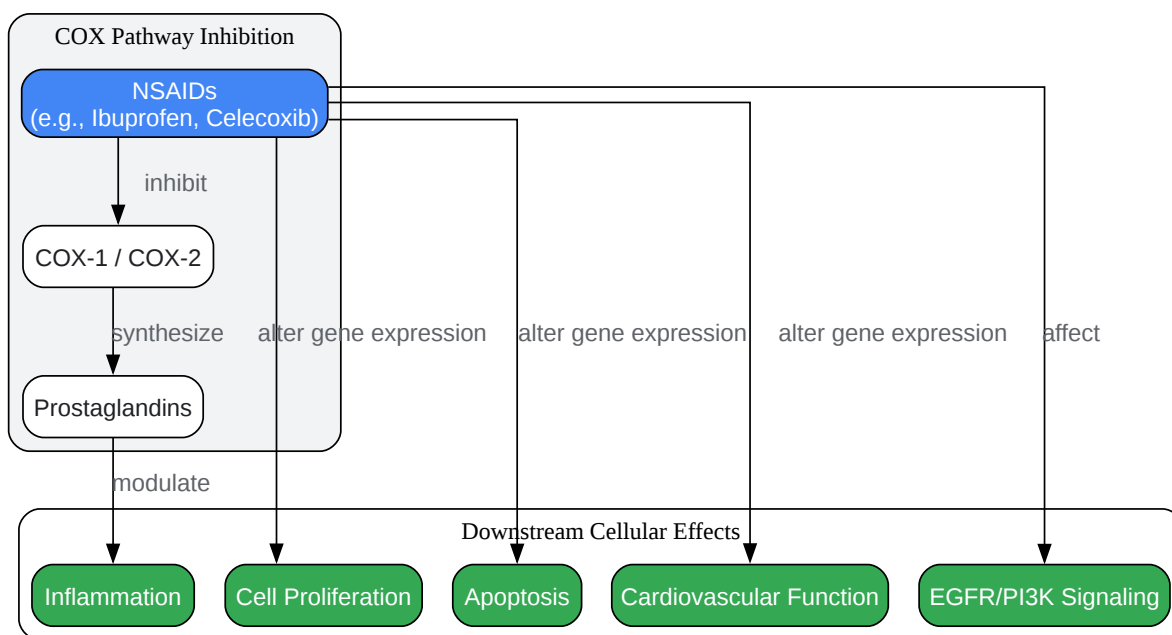 COX Pathway Inhibition
NSAIDs
(e.g., Ibuprofen, Celecoxib)
inhibit
COX-1 / COX-2
synthesize
alter gene expression
alter gene expression
alter gene expression
affect
Prostaglandins
modulate
Downstream Cellular Effects
Inflammation
Cell Proliferation
Apoptosis
Cardiovascular Function
EGFR/PI3K Signaling